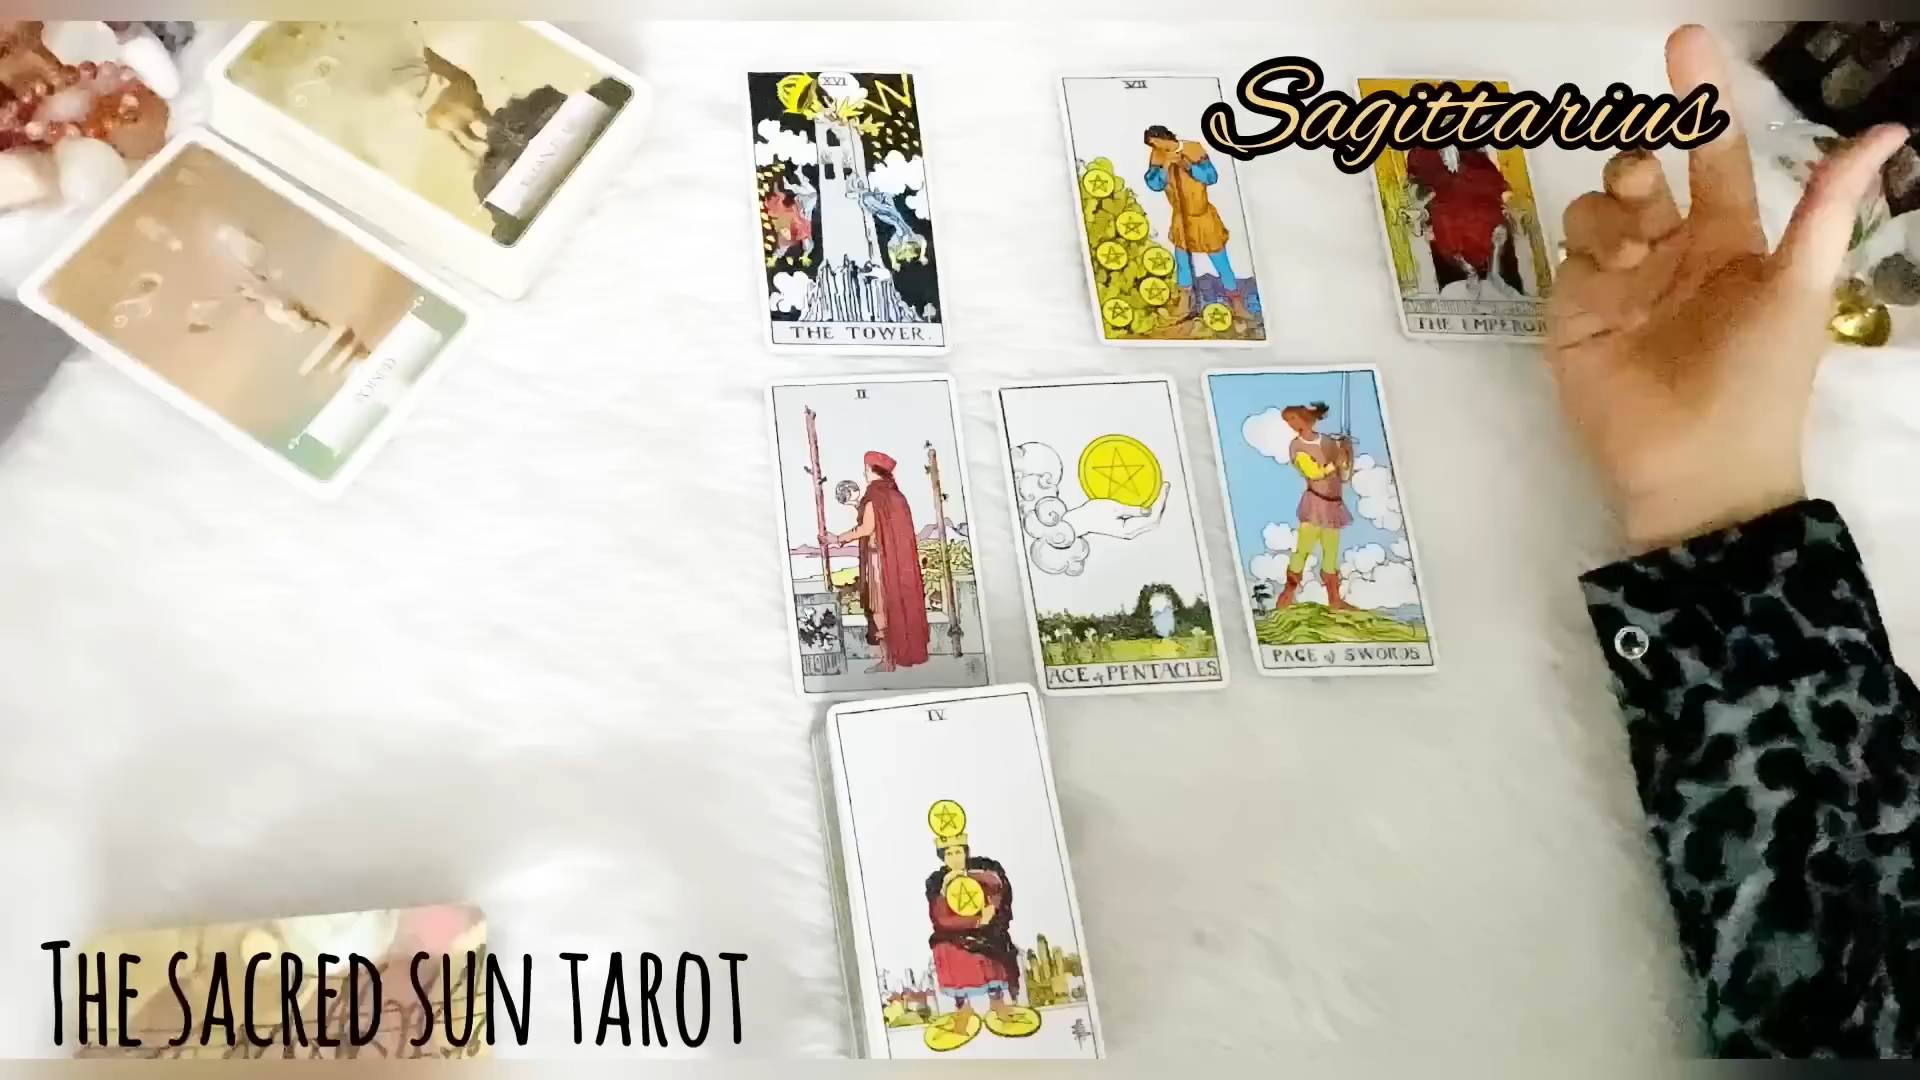 XVI
VII
Sagittarius
THE TOWER.
THE EMPEROR
II
ACE of PENTACLES
PAGE of SWORDS
IV
THE SACRED SUN TAROT